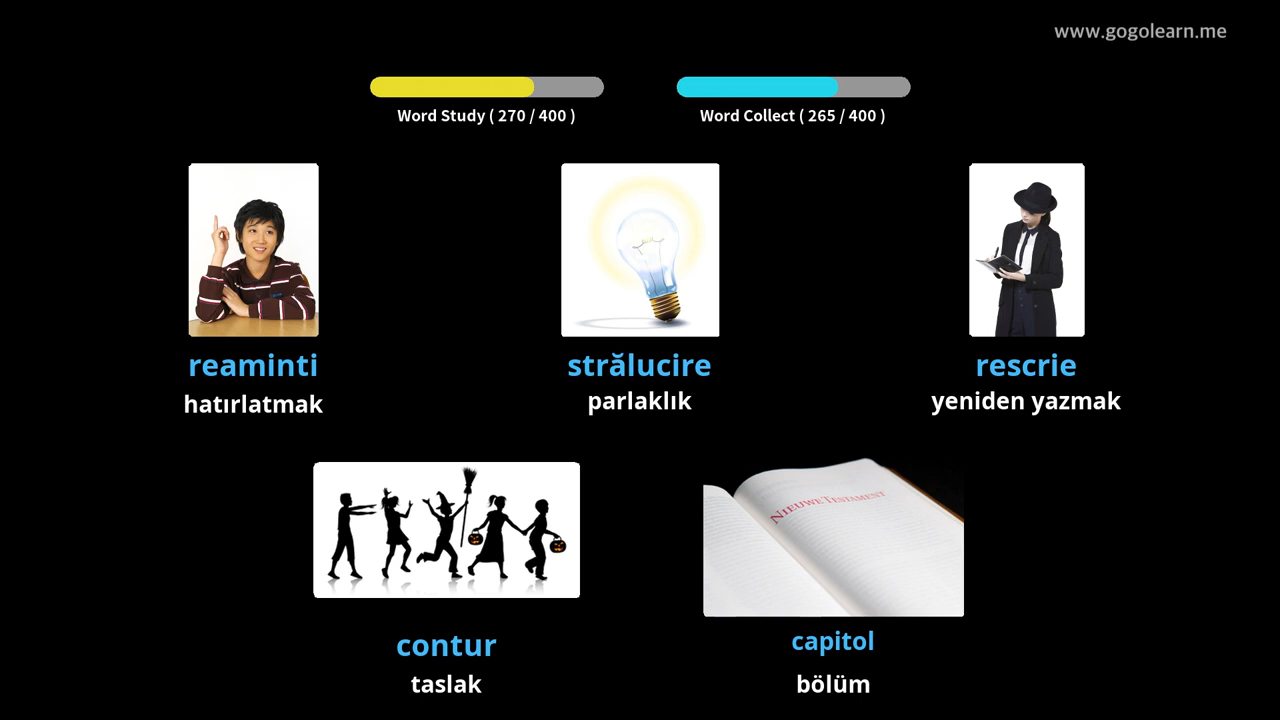 www.gogolearn.me
Word Study ( 270 / 400 )
Word Collect ( 265 / 400 )
reaminti
hatırlatmak
strălucire
parlaklık
rescrie
yeniden yazmak
NIEUWE TESTAMENT
contur
taslak
capitol
bölüm